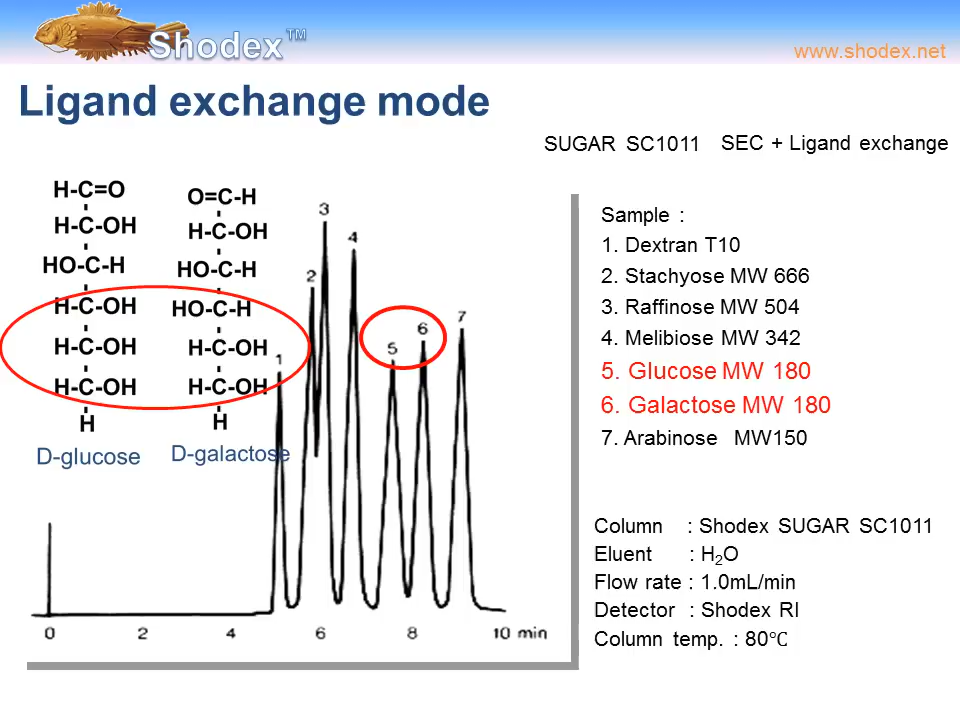 Shodex™
www.shodex.net
Ligand exchange mode
SUGAR SC1011 SEC + Ligand exchange
H-C=O
H-C-OH
HO-C-H
H-C-OH
H-C-OH
H-C-OH
H
D-glucose
O=C-H
H-C-OH
HO-C-H
HO-C-H
H-C-OH
H-C-OH
H
D-galactose
1
2
3
4
5
6
7
0 2 4 6 8 10 min
Sample :
1. Dextran T10
2. Stachyose MW 666
3. Raffinose MW 504
4. Melibiose MW 342
5. Glucose MW 180
6. Galactose MW 180
7. Arabinose MW150
Column : Shodex SUGAR SC1011
Eluent : H₂O
Flow rate : 1.0mL/min
Detector : Shodex RI
Column temp. : 80℃